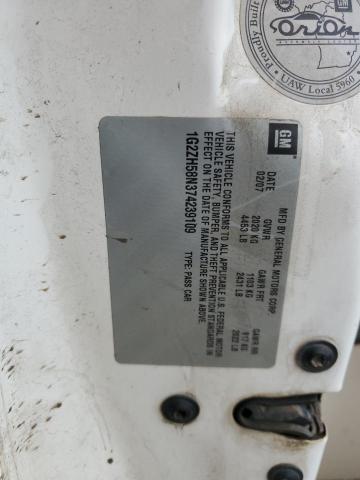 Proudly Built
OriOn
UAW Local 5960
GM
MFD BY GENERAL MOTORS CORP
DATE GVWR GAWR FRT GAWR RR
02/07 2020 KG 1103 KG 917 KG
4453 LB 2431 LB 2022 LB
THIS VEHICLE CONFORMS TO ALL APPLICABLE U.S. FEDERAL MOTOR
VEHICLE SAFETY, BUMPER, AND THEFT PREVENTION STANDARDS IN
EFFECT ON THE DATE OF MANUFACTURE SHOWN ABOVE.
1G2ZH58N374239109 TYPE: PASS CAR